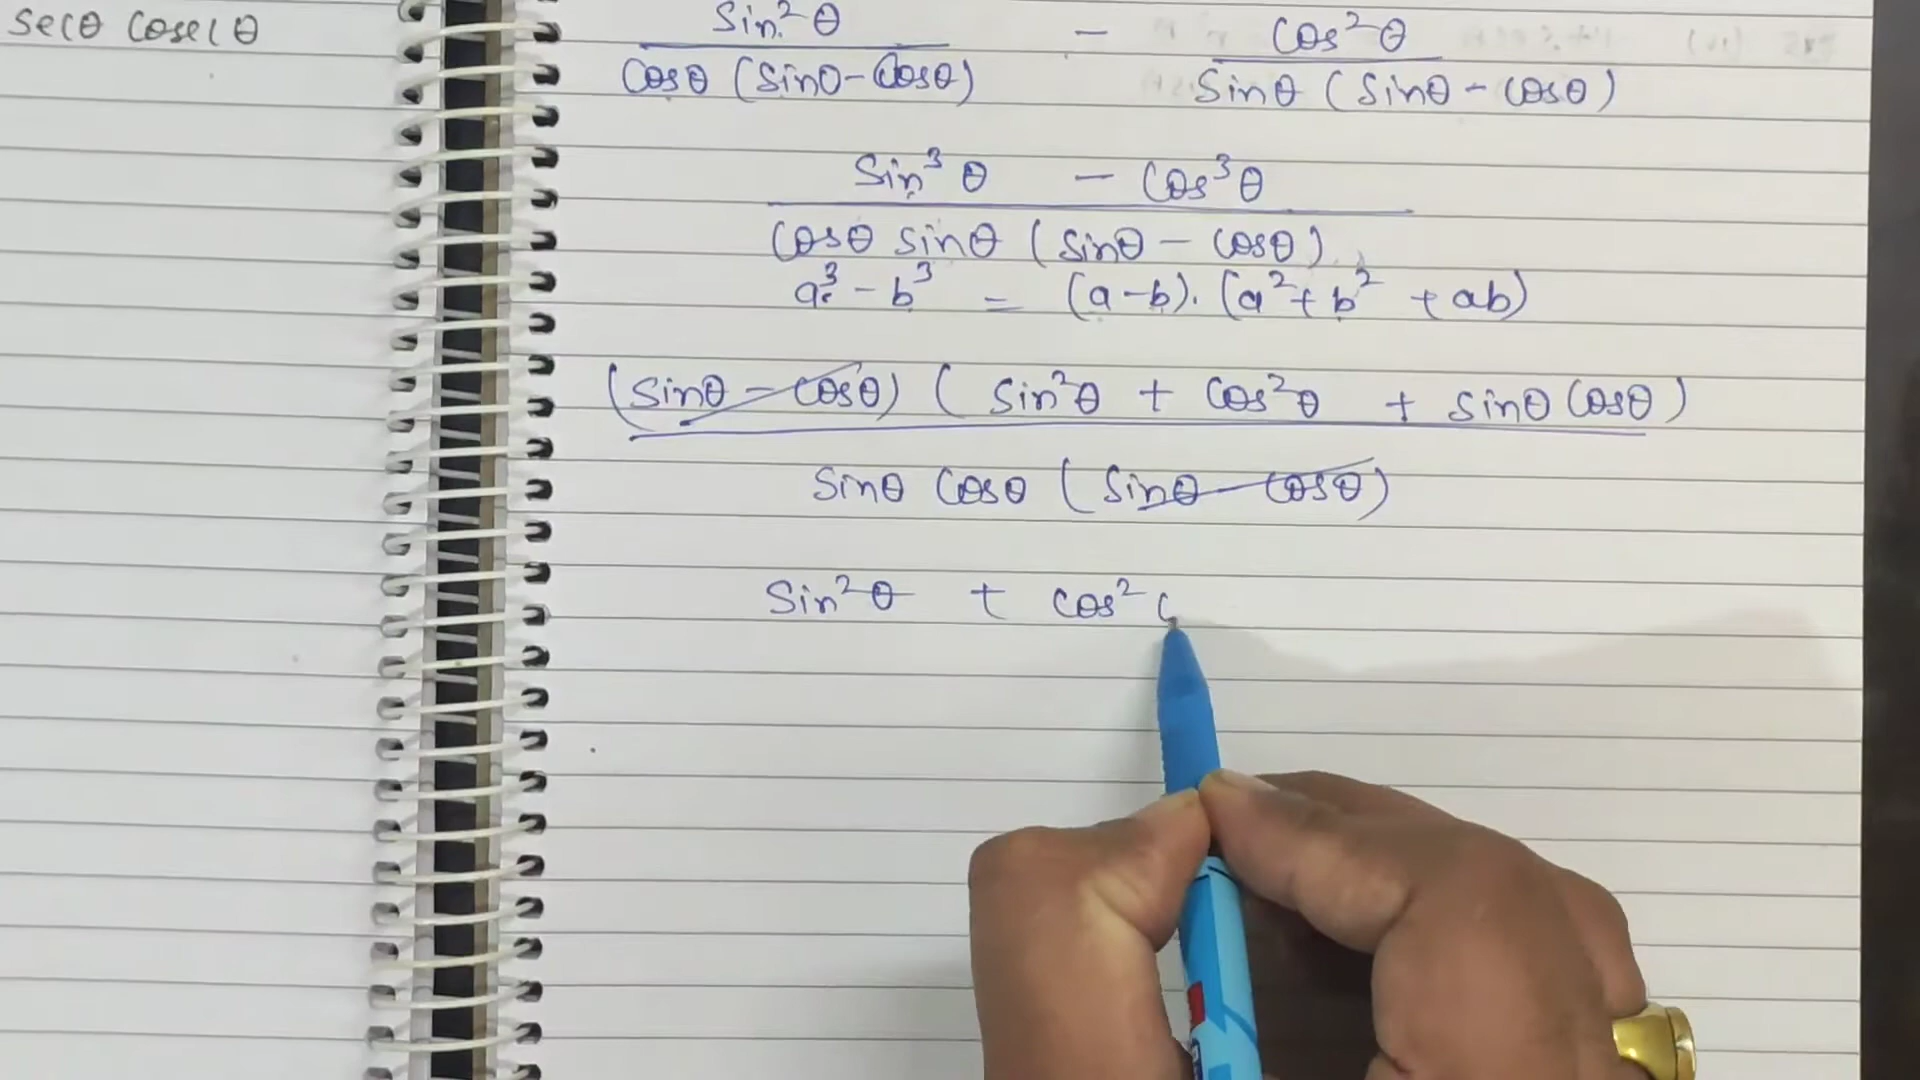 secθ cosecθ
Sin²θ - Cos²θ
Cosθ (Sinθ-Cosθ) Sinθ (Sinθ - Cosθ)
Sin³θ - Cos³θ
Cosθ Sinθ (Sinθ - Cosθ)
a³ - b³ = (a-b). (a²+b² + ab)
(Sinθ - Cosθ) (Sin²θ + Cos²θ + Sinθ Cosθ)
Sinθ Cosθ (Sinθ - Cosθ)
Sin²θ + Cos²